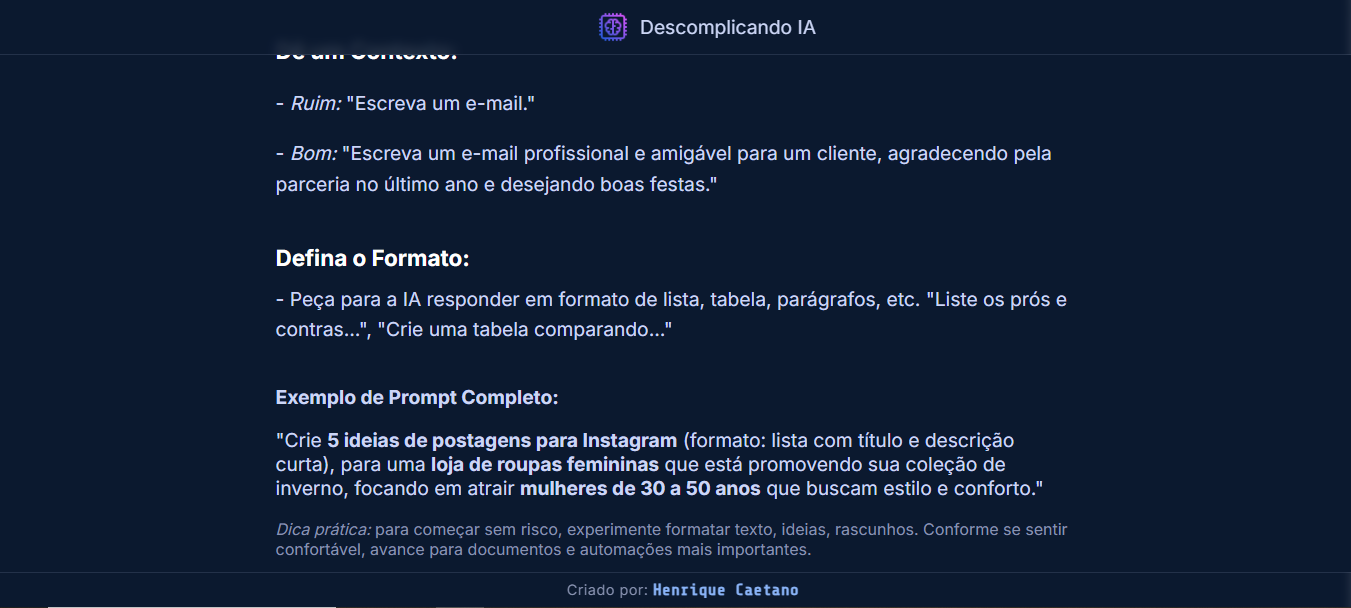 Descomplicando IA
Dê um Contexto:
- Ruim: "Escreva um e-mail."
- Bom: "Escreva um e-mail profissional e amigável para um cliente, agradecendo pela
parceria no último ano e desejando boas festas."
Defina o Formato:
- Peça para a IA responder em formato de lista, tabela, parágrafos, etc. "Liste os prós e
contras...", "Crie uma tabela comparando..."
Exemplo de Prompt Completo:
"Crie 5 ideias de postagens para Instagram (formato: lista com título e descrição
curta), para uma loja de roupas femininas que está promovendo sua coleção de
inverno, focando em atrair mulheres de 30 a 50 anos que buscam estilo e conforto."
Dica prática: para começar sem risco, experimente formatar texto, ideias, rascunhos. Conforme se sentir
confortável, avance para documentos e automações mais importantes.
Criado por: Henrique Caetano